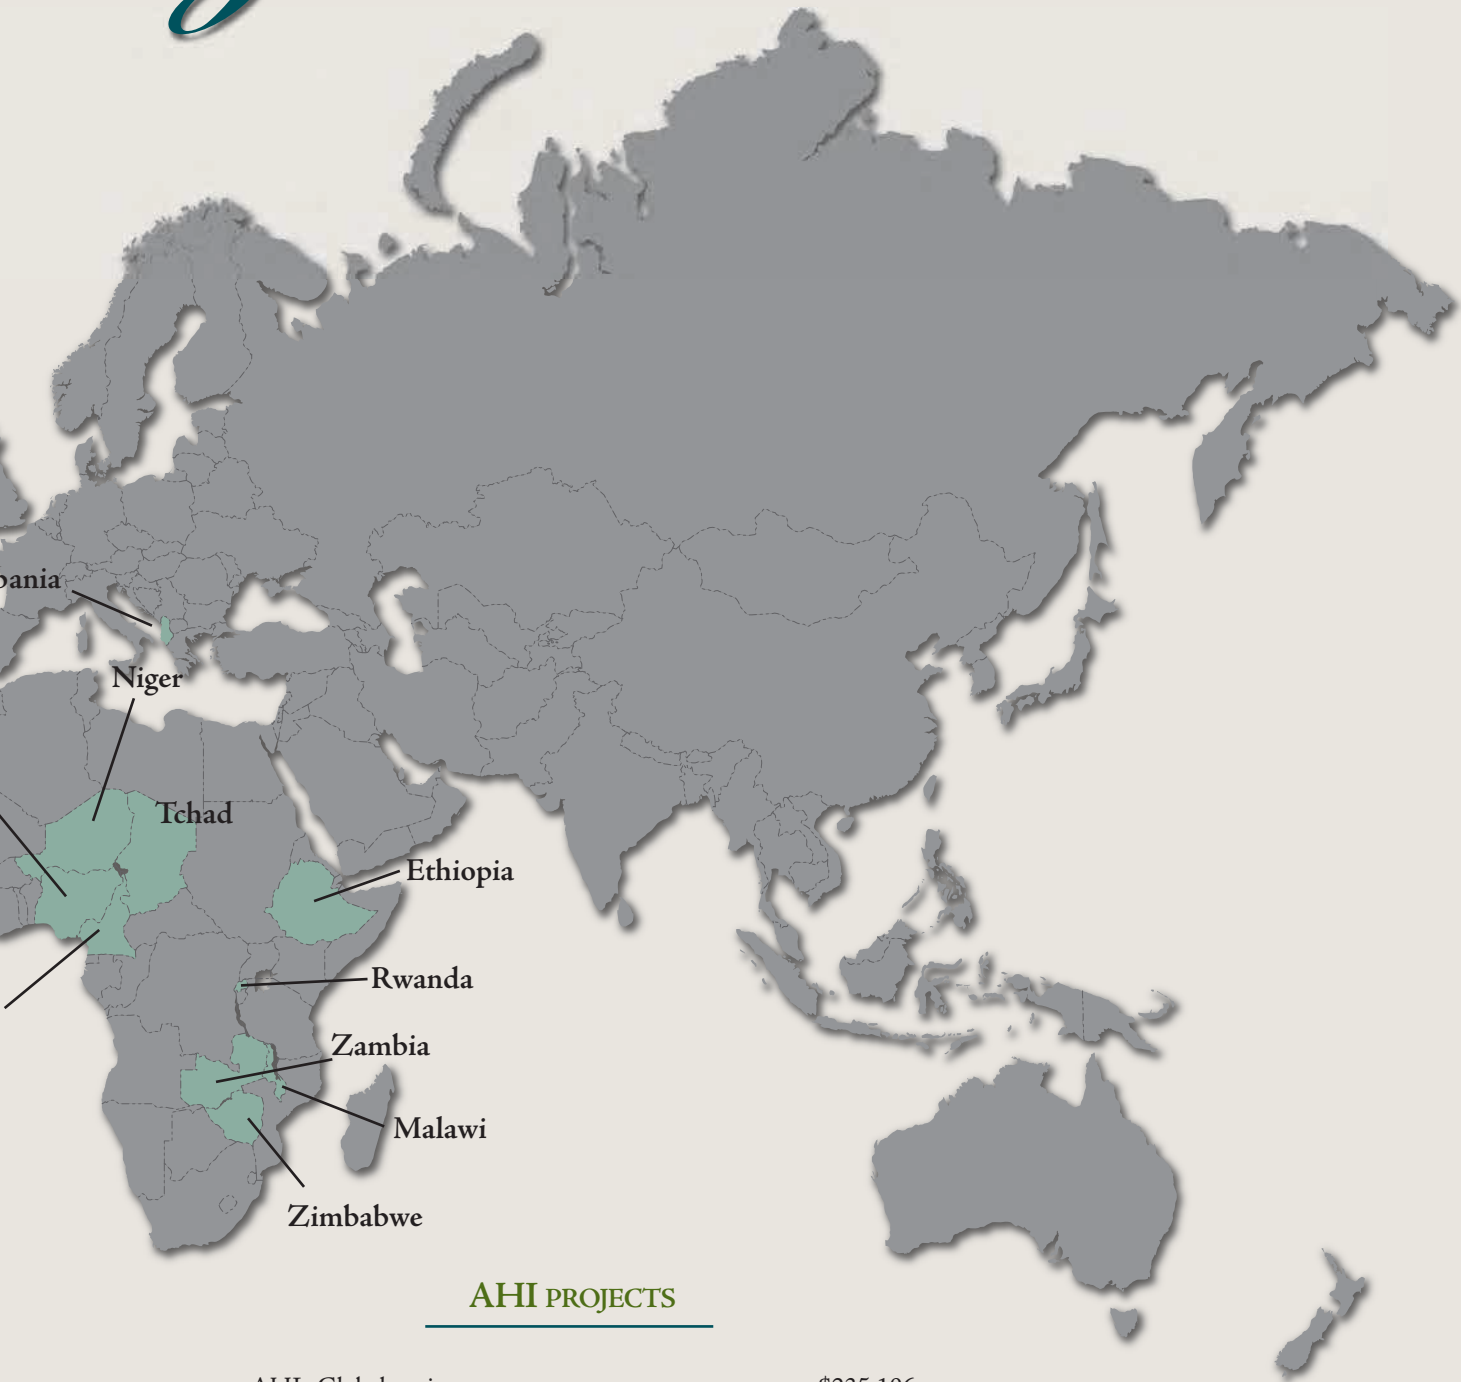 bania
Niger
Tchad
Ethiopia
Rwanda
Zambia
Malawi
Zimbabwe
AHI PROJECTS